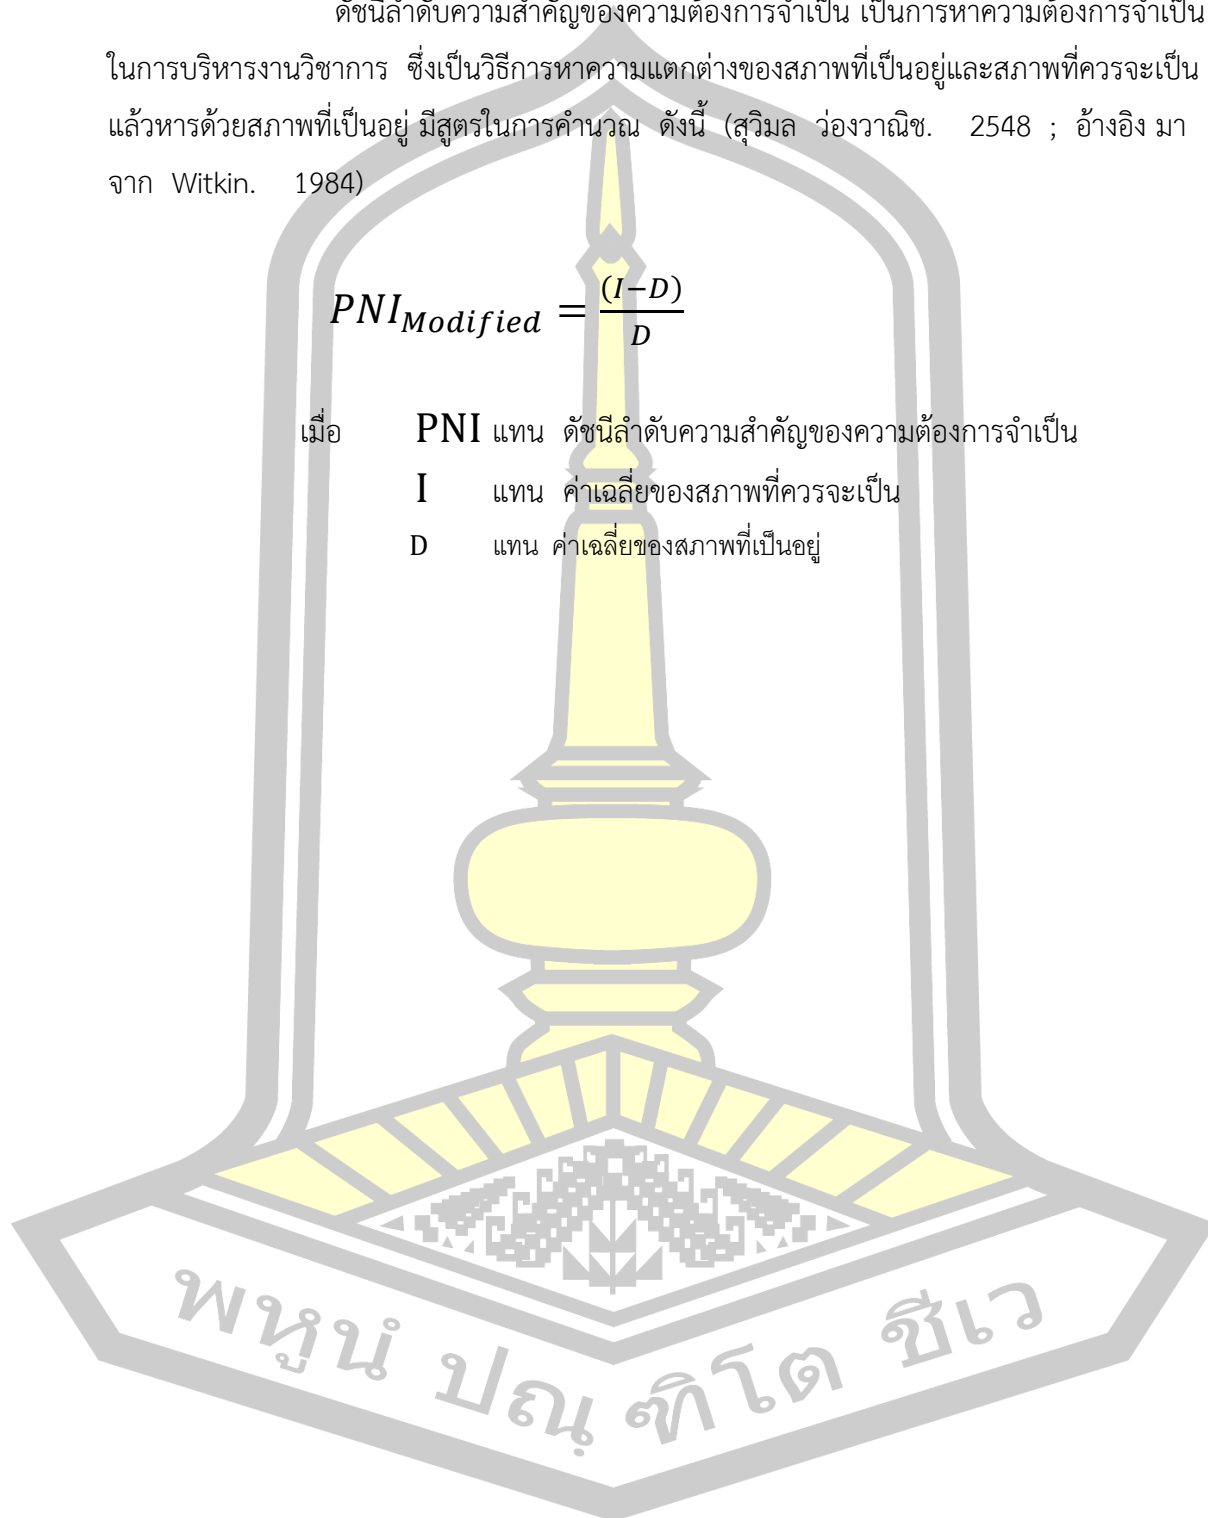 ดัชนีลำดับความสำคัญของความต้องการจำเป็น เป็นการหาความต้องการจำเป็น
ในการบริหารงานวิชาการ ซึ่งเป็นวิธีการหาความแตกต่างของสภาพที่เป็นอยู่และสภาพที่ควรจะเป็น
แล้วหารด้วยสภาพที่เป็นอยู่ มีสูตรในการคำนวณ ดังนี้ (สุวิมล ว่องวาณิช. 2548 ; อ้างอิง มา
จาก Witkin. 1984)
PNI_{Modified} = \frac{(I-D)}{D}
เมื่อ PNI แทน ดัชนีลำดับความสำคัญของความต้องการจำเป็น
I แทน ค่าเฉลี่ยของสภาพที่ควรจะเป็น
D แทน ค่าเฉลี่ยของสภาพที่เป็นอยู่
พหูนํ ปณฺฑิโต ชีเว